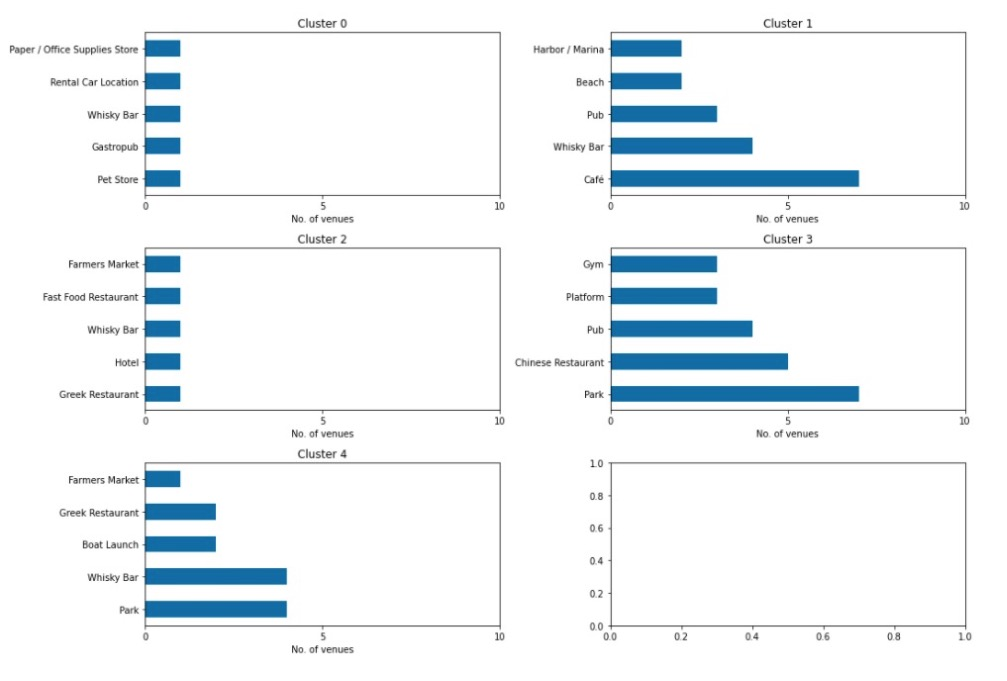 Cluster 0
Paper / Office Supplies Store
Rental Car Location
Whisky Bar
Gastropub
Pet Store
0 5 10
No. of venues
Cluster 1
Harbor / Marina
Beach
Pub
Whisky Bar
Café
0 5 10
No. of venues
Cluster 2
Farmers Market
Fast Food Restaurant
Whisky Bar
Hotel
Greek Restaurant
0 5 10
No. of venues
Cluster 3
Gym
Platform
Pub
Chinese Restaurant
Park
0 5 10
No. of venues
Cluster 4
Farmers Market
Greek Restaurant
Boat Launch
Whisky Bar
Park
0 5 10
No. of venues
1.0
0.8
0.6
0.4
0.2
0.0
0.0 0.2 0.4 0.6 0.8 1.0